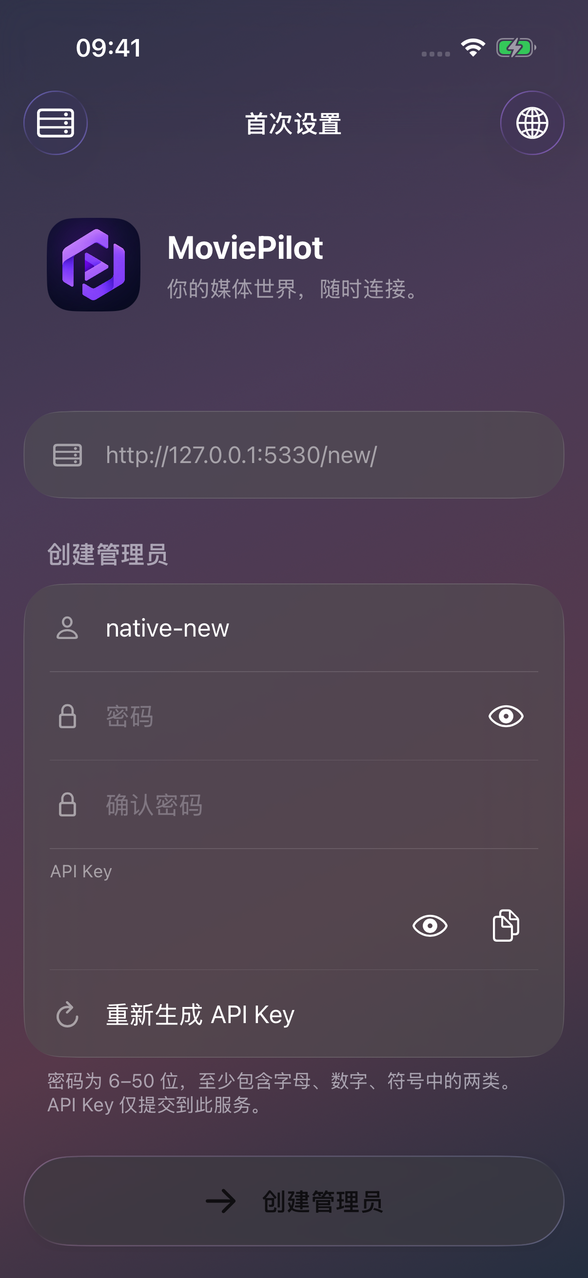 09:41
首次设置
MoviePilot
你的媒体世界，随时连接。
http://127.0.0.1:5330/new/
创建管理员
native-new
密码
确认密码
API Key
重新生成 API Key
密码为 6–50 位，至少包含字母、数字、符号中的两类。
API Key 仅提交到此服务。
创建管理员